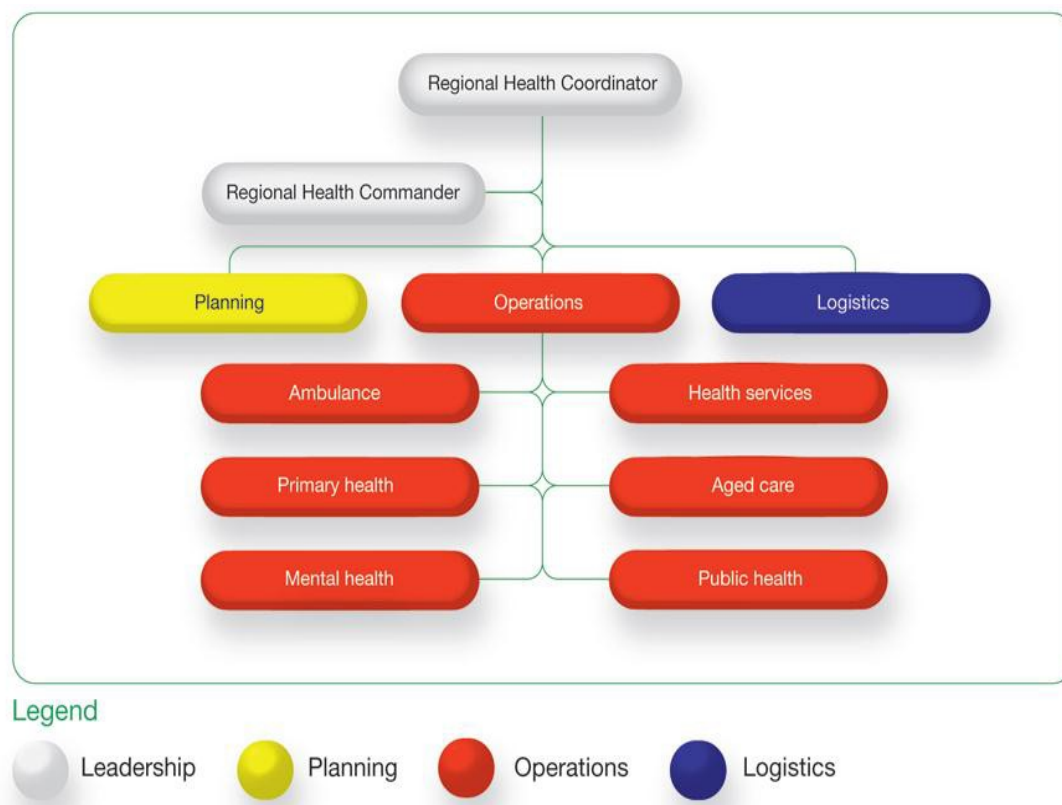 Regional Health Coordinator
Regional Health Commander
Planning
Operations
Logistics
Ambulance
Health services
Primary health
Aged care
Mental health
Public health
Legend
Leadership
Planning
Operations
Logistics